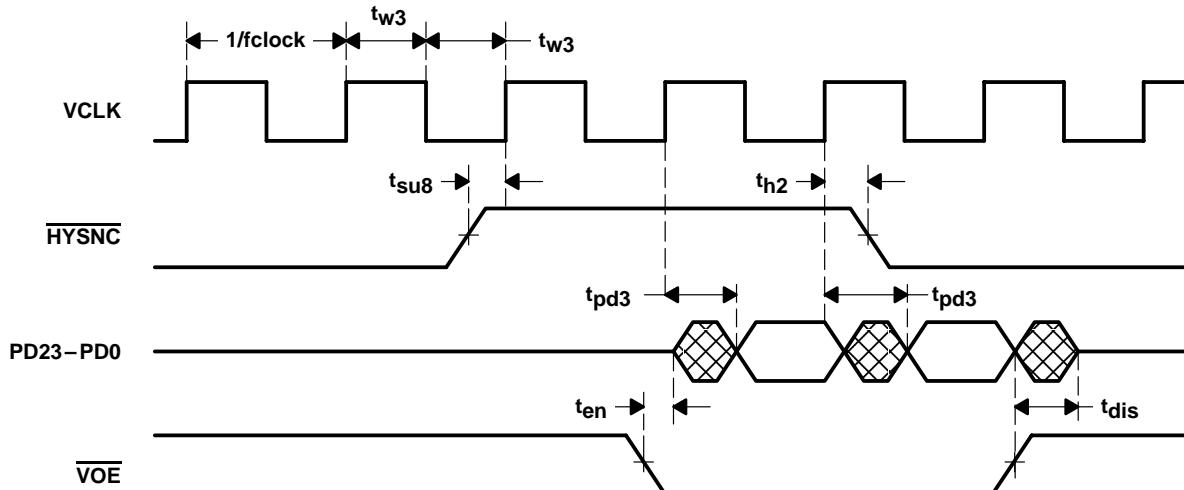 tw3
1/fclock
tw3
VCLK
tsu8
th2
HYSNC
tpd3
tpd3
PD23–PD0
ten
tdis
VOE